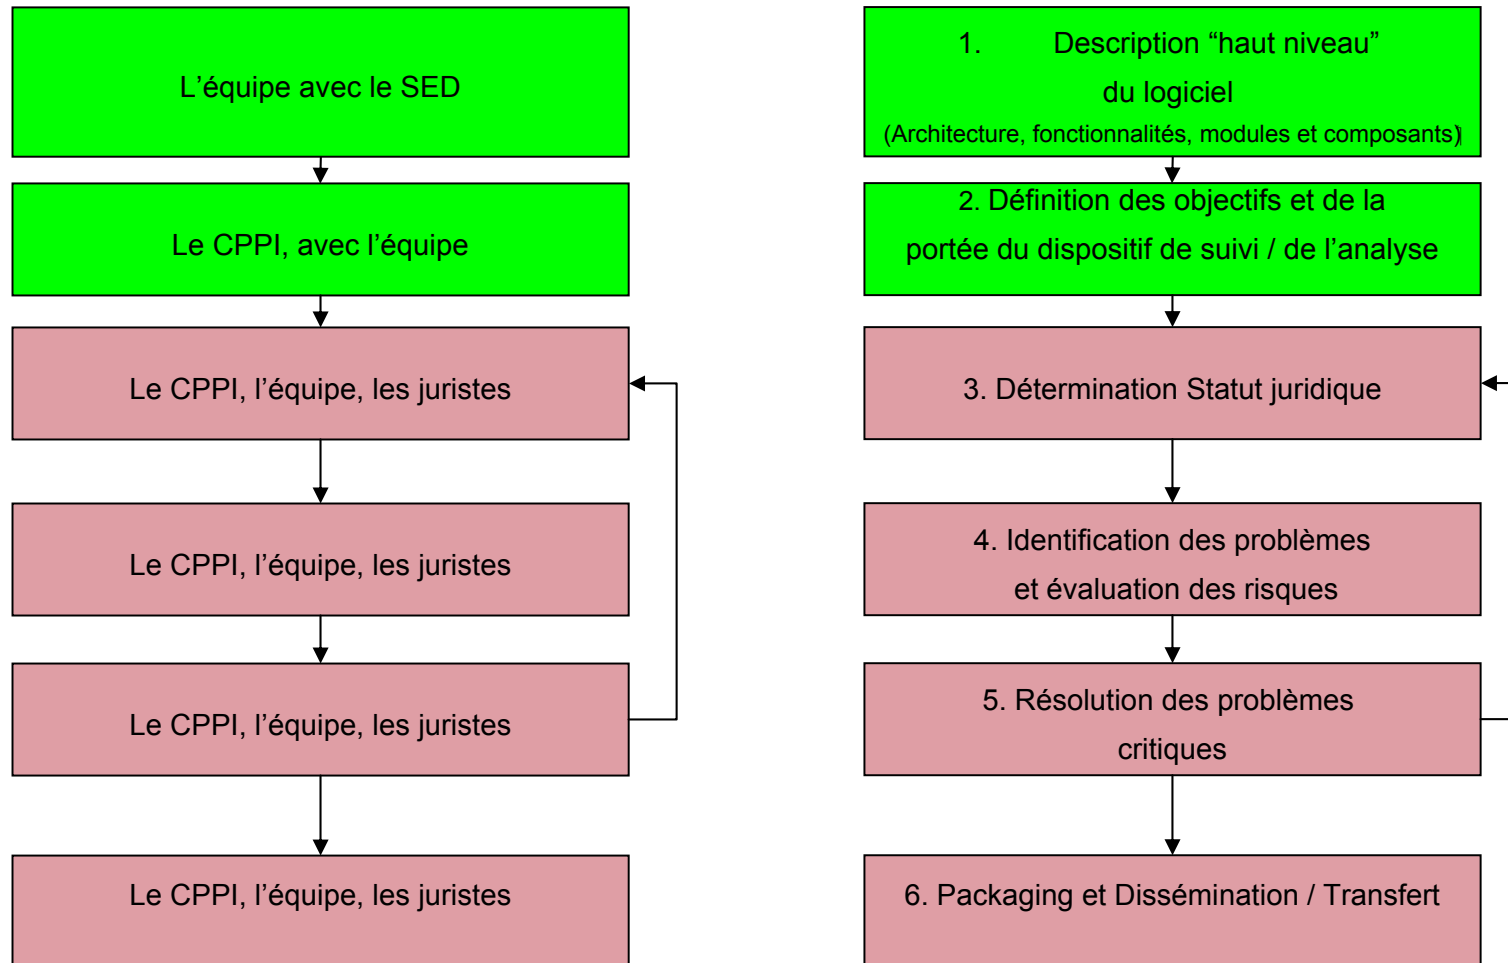 L’équipe avec le SED
Le CPPI, avec l’équipe
Le CPPI, l’équipe, les juristes
Le CPPI, l’équipe, les juristes
Le CPPI, l’équipe, les juristes
Le CPPI, l’équipe, les juristes
1. Description “haut niveau”
du logiciel
(Architecture, fonctionnalités, modules et composants)
2. Définition des objectifs et de la
portée du dispositif de suivi / de l’analyse
3. Détermination Statut juridique
4. Identification des problèmes
et évaluation des risques
5. Résolution des problèmes
critiques
6. Packaging et Dissémination / Transfert